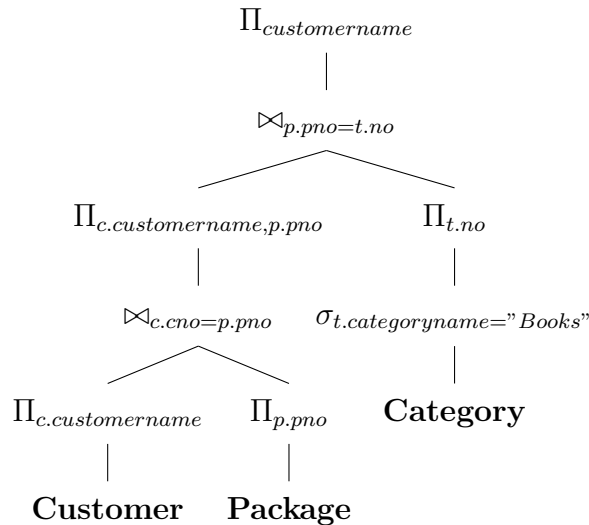 Π customername
⋈ p.pno=t.no
Π c.customername,p.pno Π t.no
⋈ c.cno=p.pno σ t.categoryname="Books"
Π c.customername Π p.pno Category
Customer Package